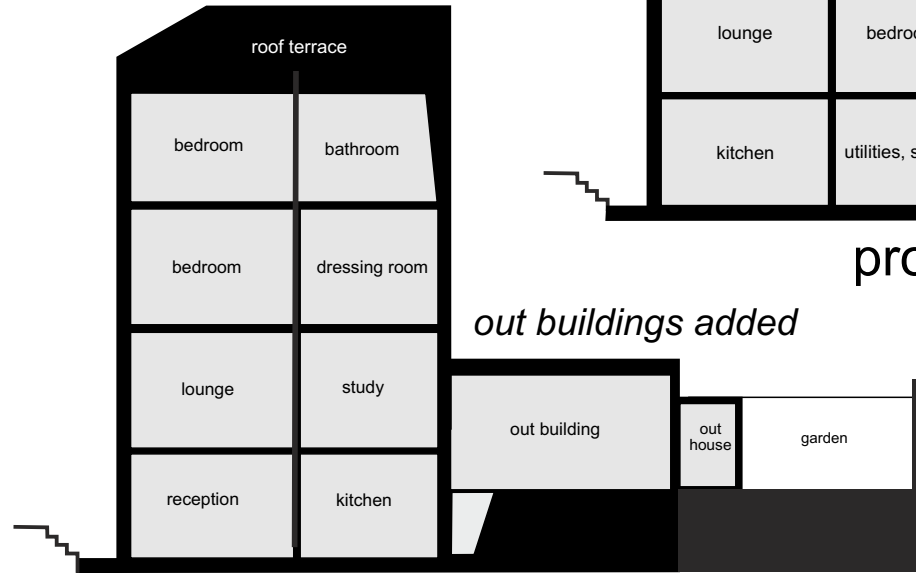 roof terrace
lounge
bedroom
bathroom
kitchen
utilities,
bedroom
dressing room
out buildings added
lounge
study
out building
out
house
garden
reception
kitchen